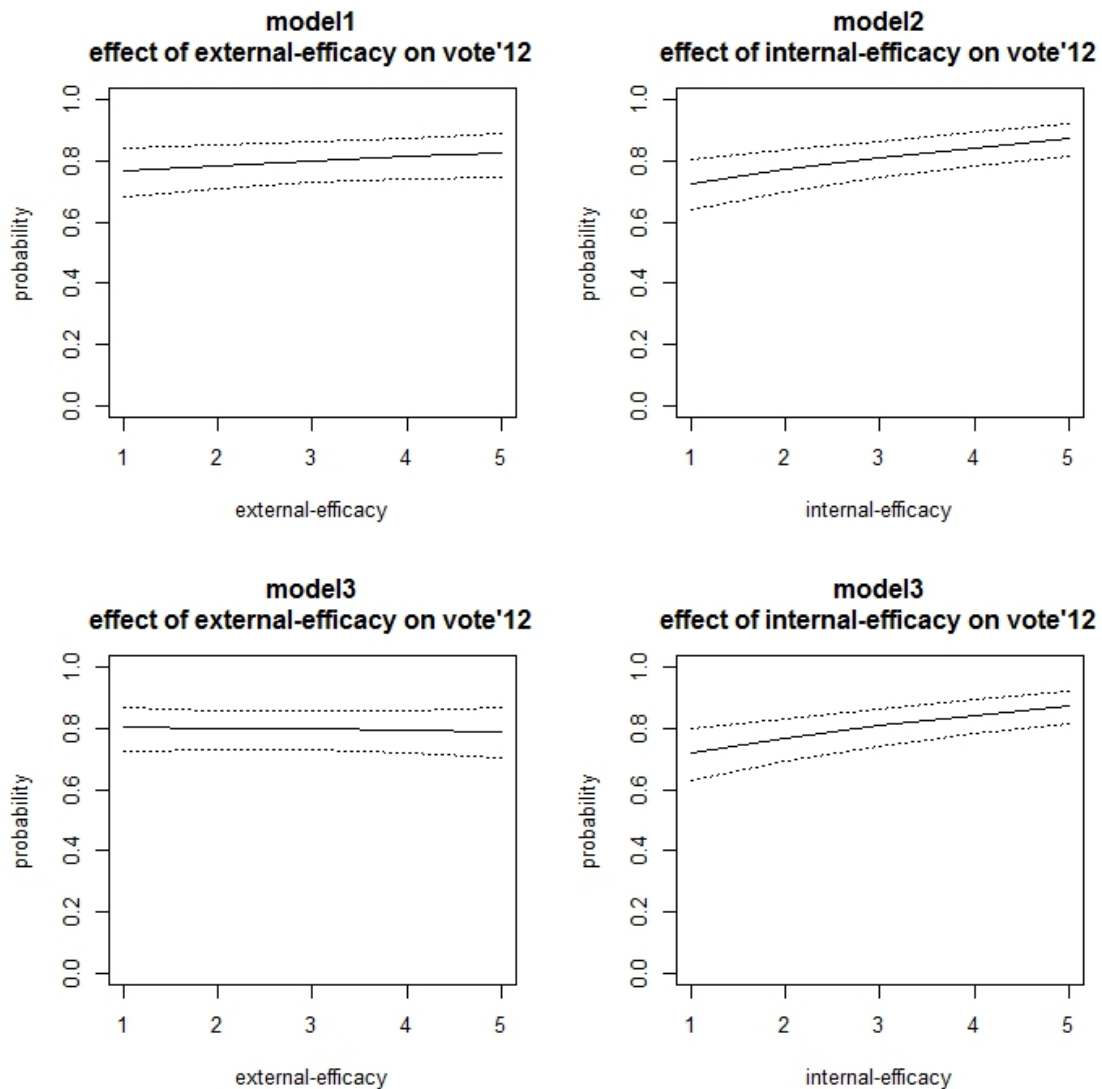 model1
effect of external-efficacy on vote'12
1.0
0.8
0.6
0.4
0.2
0.0
probability
1 2 3 4 5
external-efficacy
model2
effect of internal-efficacy on vote'12
1.0
0.8
0.6
0.4
0.2
0.0
probability
1 2 3 4 5
internal-efficacy
model3
effect of external-efficacy on vote'12
1.0
0.8
0.6
0.4
0.2
0.0
probability
1 2 3 4 5
external-efficacy
model3
effect of internal-efficacy on vote'12
1.0
0.8
0.6
0.4
0.2
0.0
probability
1 2 3 4 5
internal-efficacy